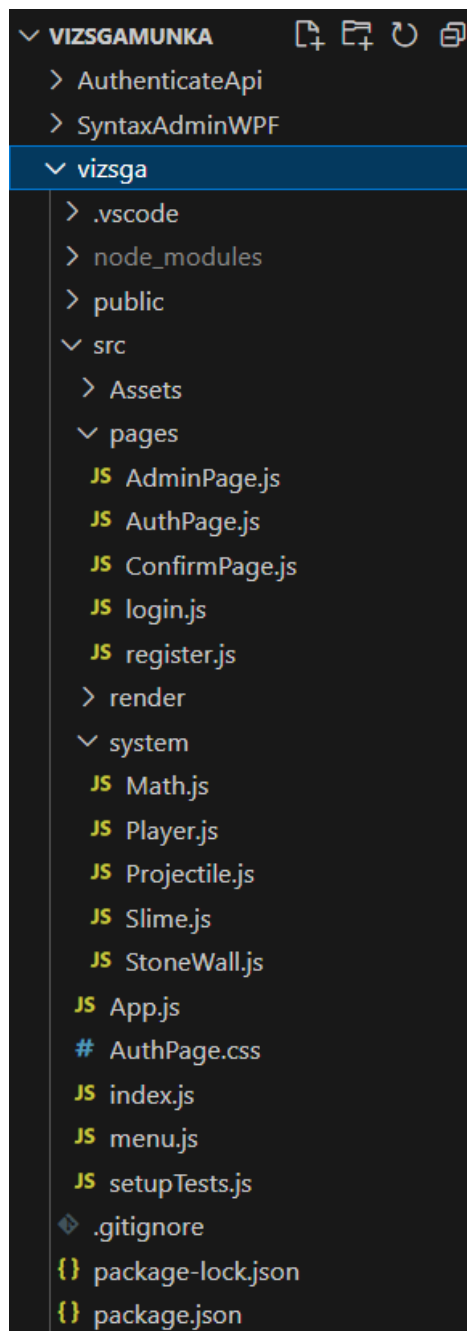 VIZSGAMUNKA
AuthenticateApi
SyntaxAdminWPF
vizsga
.vscode
node_modules
public
src
Assets
pages
JS AdminPage.js
JS AuthPage.js
JS ConfirmPage.js
JS login.js
JS register.js
render
system
JS Math.js
JS Player.js
JS Projectile.js
JS Slime.js
JS StoneWall.js
JS App.js
# AuthPage.css
JS index.js
JS menu.js
JS setupTests.js
.gitignore
{} package-lock.json
{} package.json